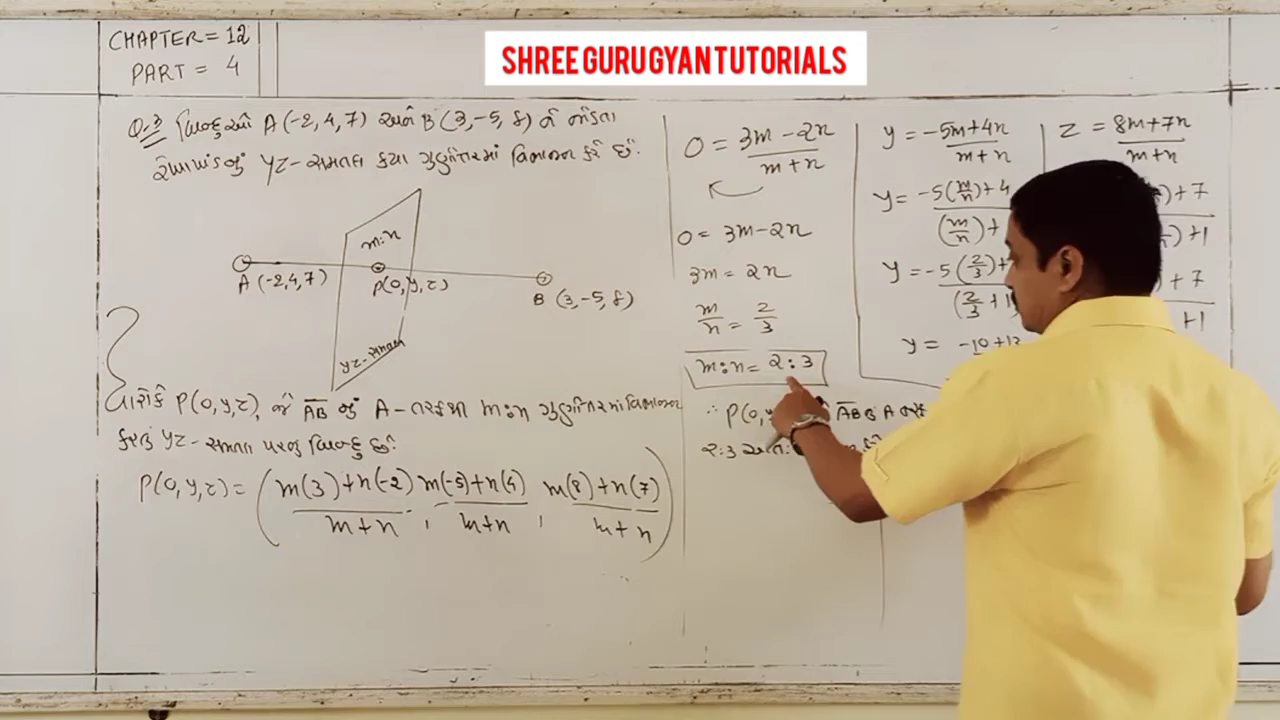 CHAPTER = 12
PART = 4
SHREE GURU GYAN TUTORIALS
Q.3 બિંદુઓ A (-2, 4, 7) અને B (3, -5, 8) ને જોડતા
રેખાખંડનું YZ-સમતલ કયા ગુણોત્તરમાં વિભાજન કરે છે.
m:n
A (-2,4,7)
P(0,y,z)
B (3,-5,8)
YZ-સમતલ
ધારોકે P(0,y,z), જે AB નું A-તરફથી m:n ગુણોત્તરમાં વિભાજન
કરતું YZ-સમતલ પરનું બિંદુ છે.
P(0,y,z) = ( m(3)+n(-2) / m+n , m(-5)+n(4) / m+n , m(8)+n(7) / m+n )
0 = 3m-2n / m+n
0 = 3m-2n
3m = 2n
m/n = 2/3
m:n = 2:3
∴ P(0,y AB નું A
2:3
y = -5m+4n / m+n
y = -5(m/n)+4 / (m/n)+
y = -5(2/3)+ / (2/3 +1
y = -10+12
z = 8m+7n / m+n
)+7 / )+1
+7 / +1